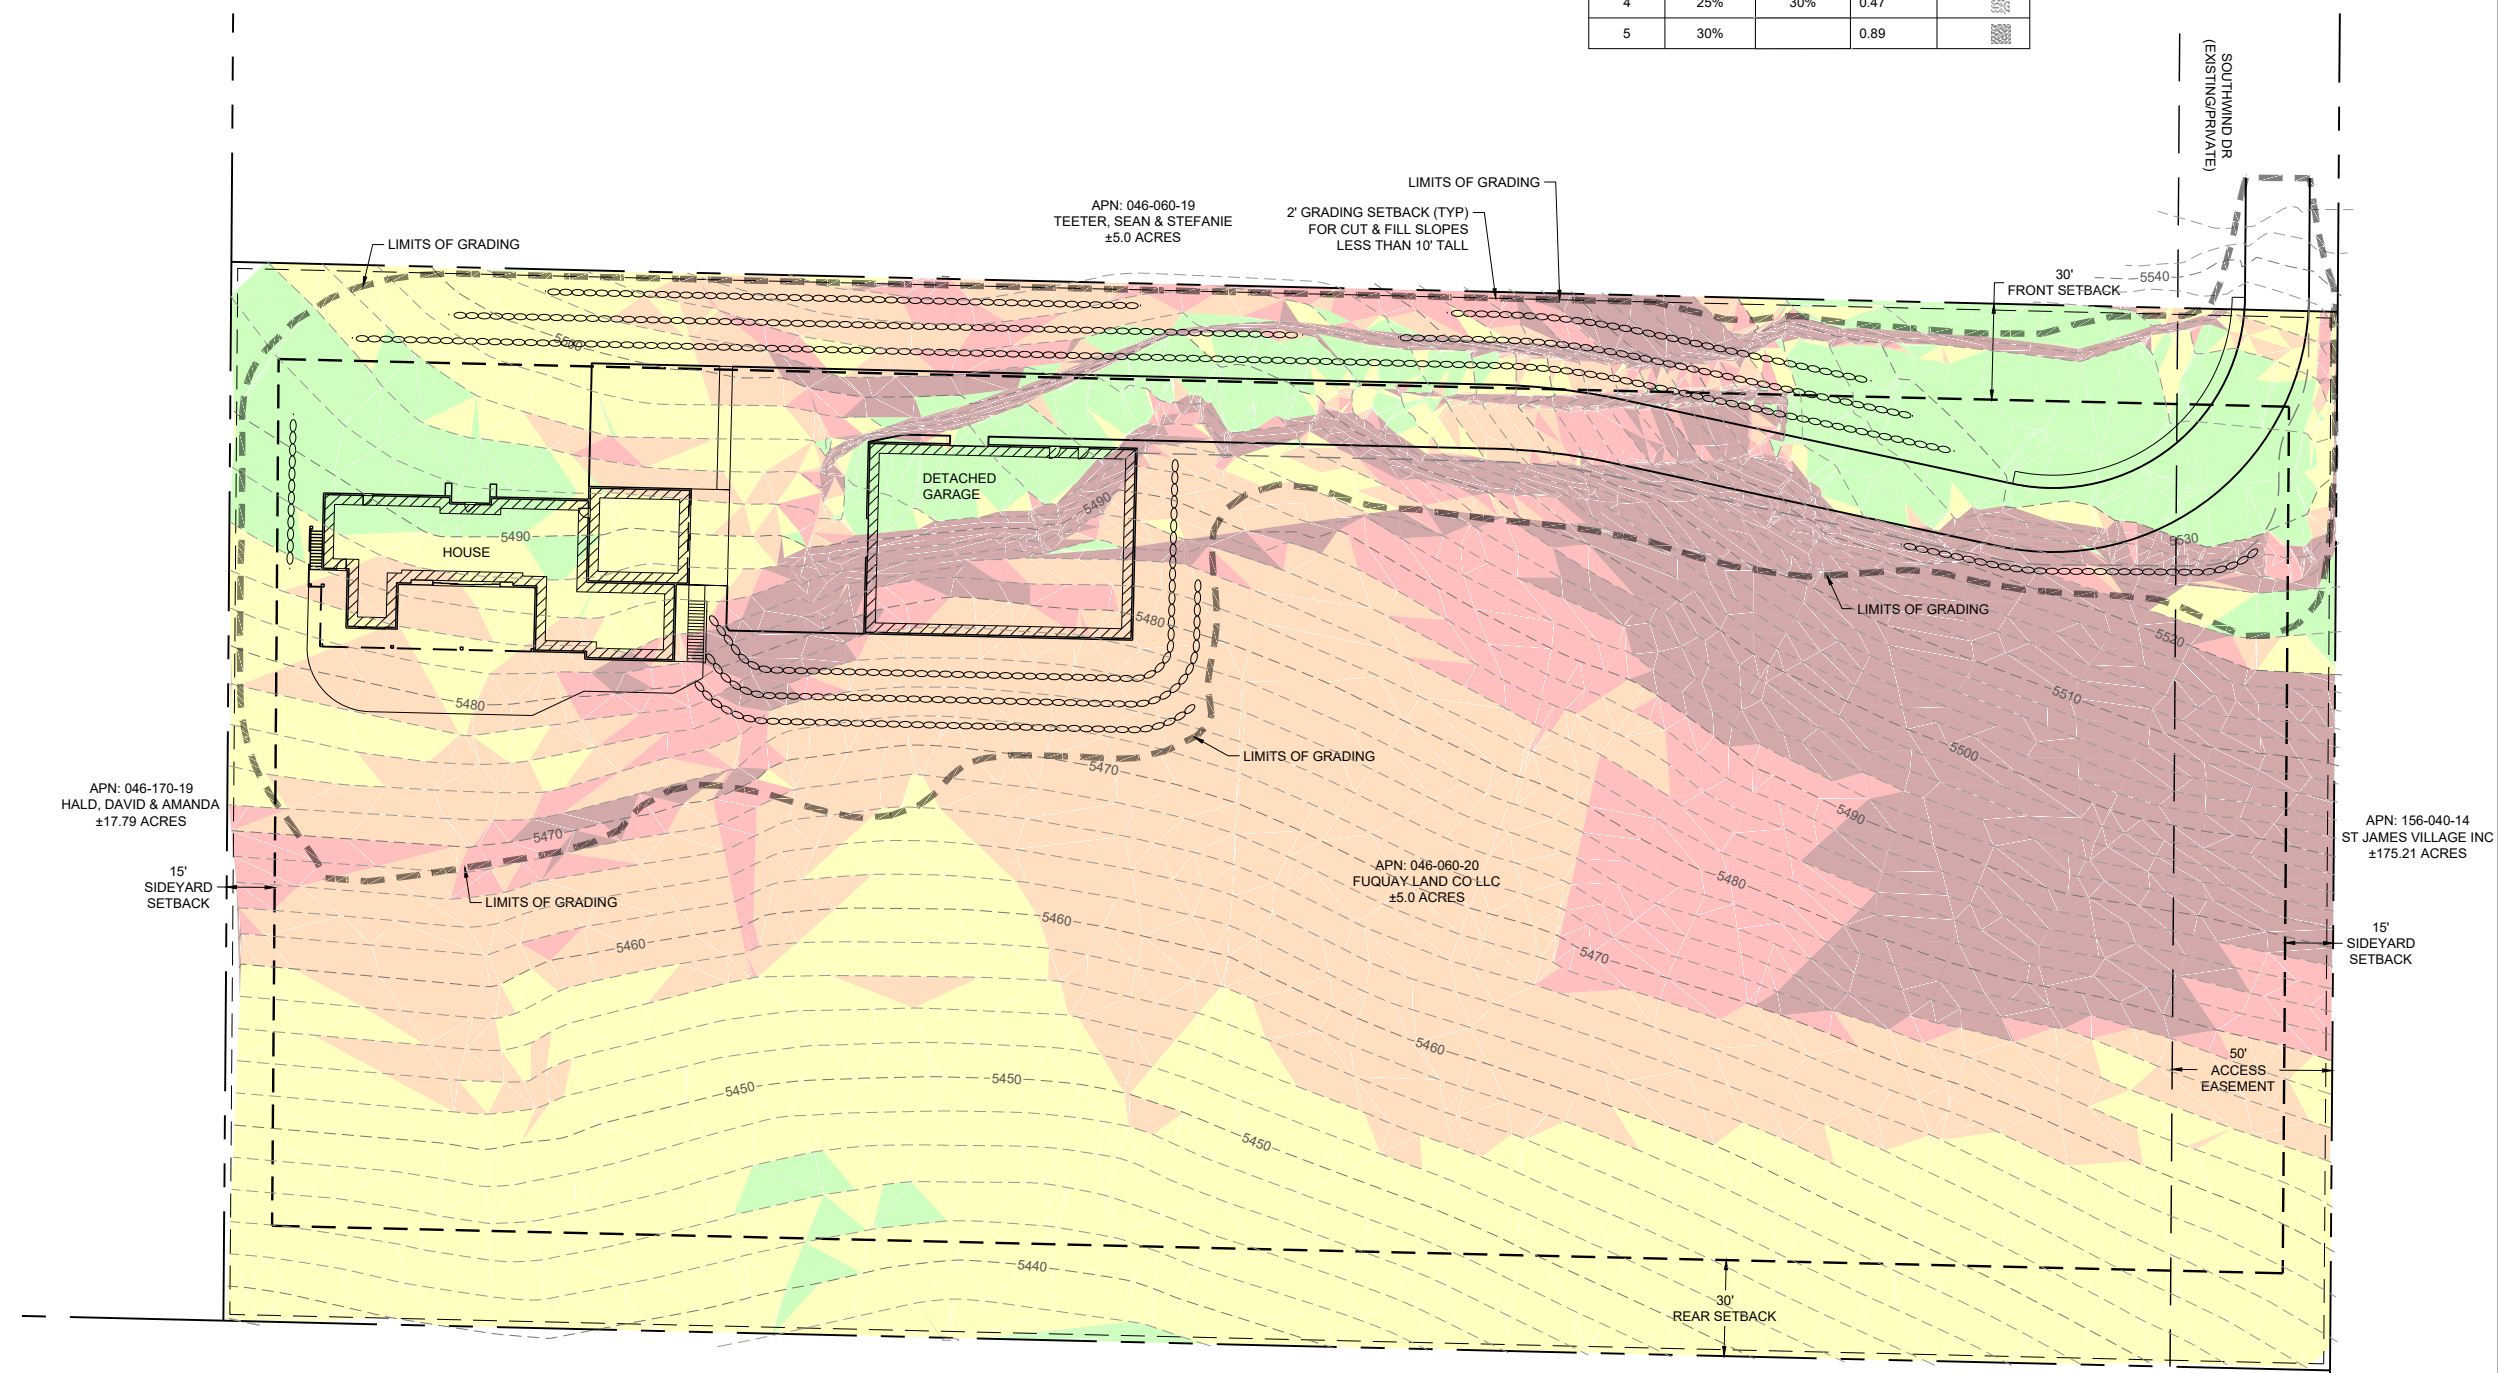 4 25% 30% 0.47
5 30% 0.89
SOUTHWIND DR
(EXISTING/PRIVATE)
LIMITS OF GRADING
APN: 046-060-19
TEETER, SEAN & STEFANIE
±5.0 ACRES
2' GRADING SETBACK (TYP)
FOR CUT & FILL SLOPES
LESS THAN 10' TALL
LIMITS OF GRADING
30'
FRONT SETBACK
5540
5500
DETACHED
GARAGE
5490
5490
HOUSE
5530
LIMITS OF GRADING
5480
5520
5480
5510
5500
LIMITS OF GRADING
5470
APN: 046-170-19
HALD, DAVID & AMANDA
±17.79 ACRES
5490
5470
APN: 156-040-14
ST JAMES VILLAGE INC
±175.21 ACRES
15'
SIDEYARD
SETBACK
APN: 046-060-20
FUQUAY LAND CO LLC
±5.0 ACRES
5480
LIMITS OF GRADING
5460
5460
15'
SIDEYARD
SETBACK
5470
5460
50'
ACCESS
EASEMENT
5450
5450
5450
5440
30'
REAR SETBACK